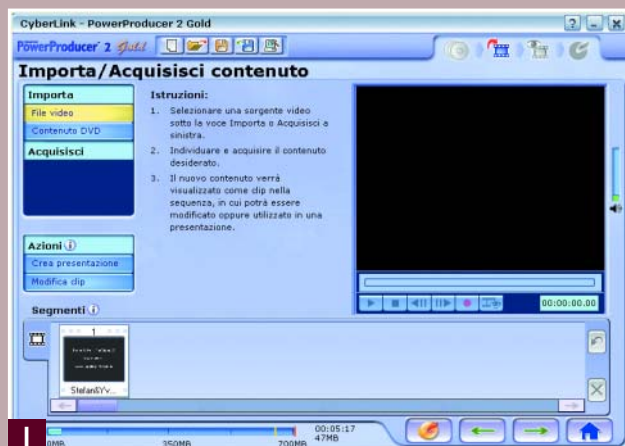 CyberLink - PowerProducer 2 Gold
PowerProducer 2 Gold
Importa/Acquisisci contenuto
Importa
File video
Contenuto DVD
Acquisisci
Istruzioni:
1. Selezionare una sorgente video
sotto la voce Importa o Acquisisci a
sinistra.
2. Individuare e acquisire il contenuto
desiderato.
3. Il nuovo contenuto verrà
visualizzato come clip nella
sequenza, in cui potrà essere
modificato oppure utilizzato in una
presentazione.
Azioni
Crea presentazione
Modifica clip
00:00:00.00
Segmenti
1
Stefan&Yv...
0MB
350MB
700MB
00:05:17
47MB